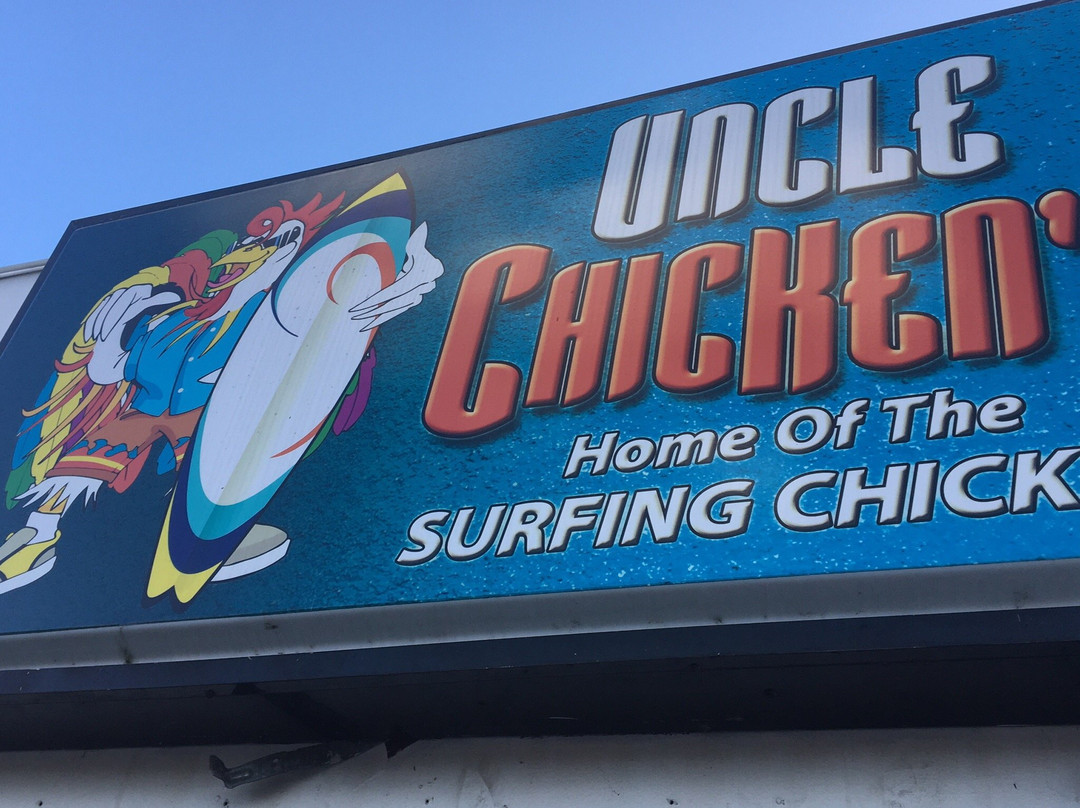 UNCLE
CHICKEN'
Home Of The
SURFING CHICK